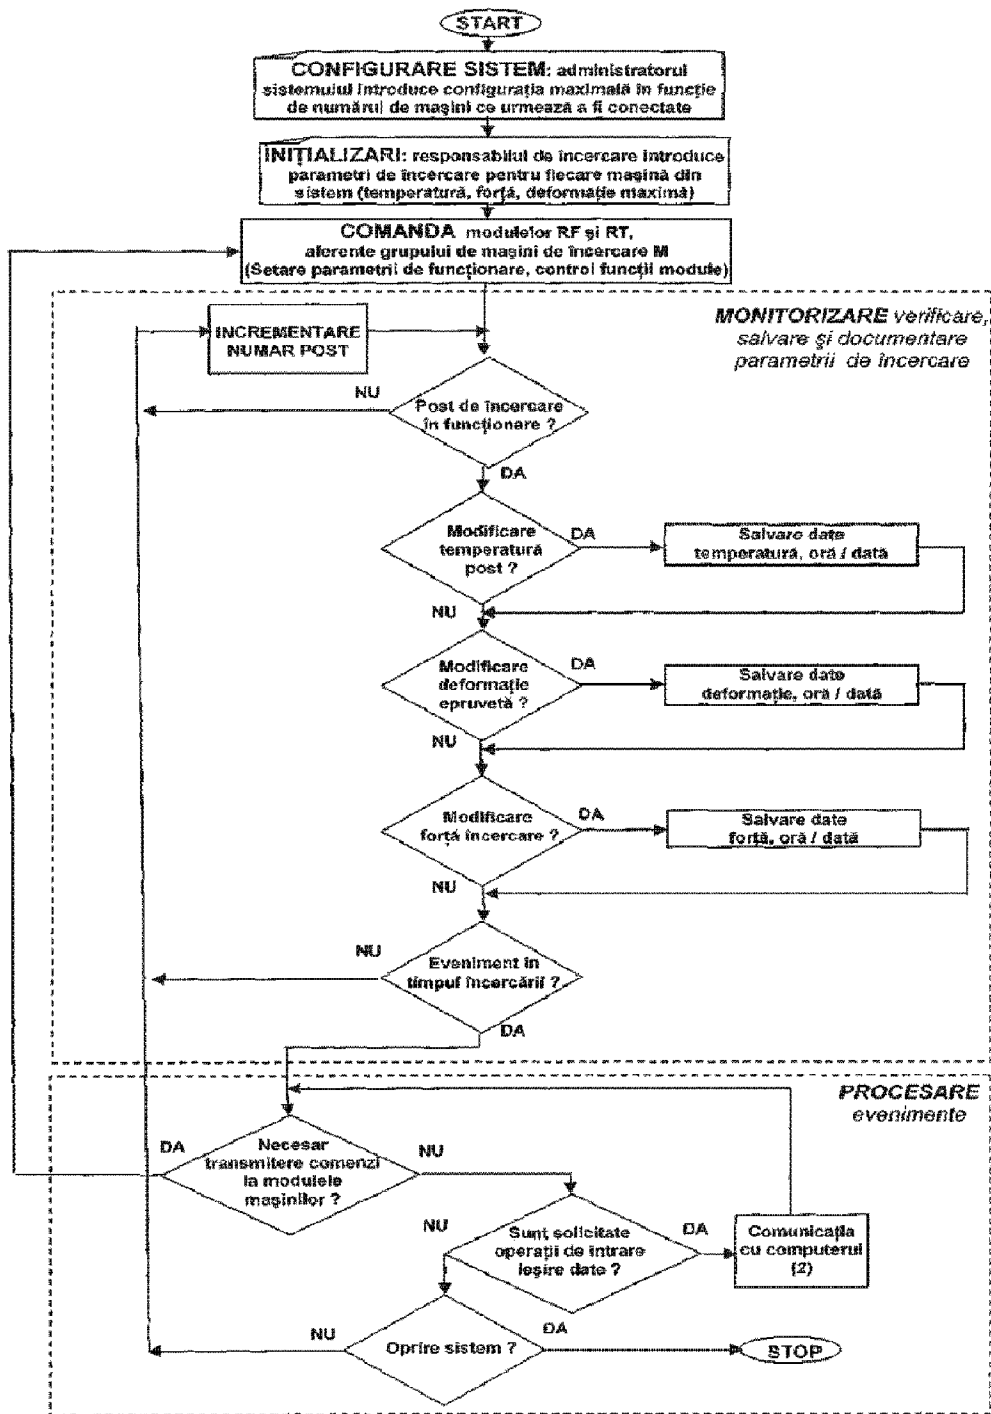 START
CONFIGURARE SISTEM: administratorul
sistemului introduce configurația maximală în funcție
de numărul de mașini ce urmează a fi conectate
INIȚIALIZARI: responsabilul de încercare introduce
parametri de încercare pentru fiecare mașină din
sistem (temperatură, forță, deformație maximă)
COMANDA modulelor RF și RT,
aferente grupului de mașini de încercare M
(Setare parametrii de funcționare, control funcții module)
MONITORIZARE verificare,
salvare și documentare
parametrii de încercare
INCREMENTARE
NUMAR POST
NU
Post de încercare
în funcționare ?
DA
Modificare
temperatură
post ?
DA
Salvare date
temperatură, oră / dată
NU
Modificare
deformație
epruvetă ?
DA
Salvare date
deformație, oră / dată
NU
Modificare
forță încercare ?
DA
Salvare date
forță, oră / dată
NU
NU
Eveniment în
timpul încercării ?
DA
PROCESARE
evenimente
DA
Necesar
transmitere comenzi
la modulele
mașinilor ?
NU
NU
Sunt solicitate
operații de intrare
ieșire date ?
DA
Comunicația
cu computerul
(2)
NU
Oprire sistem ?
DA
STOP